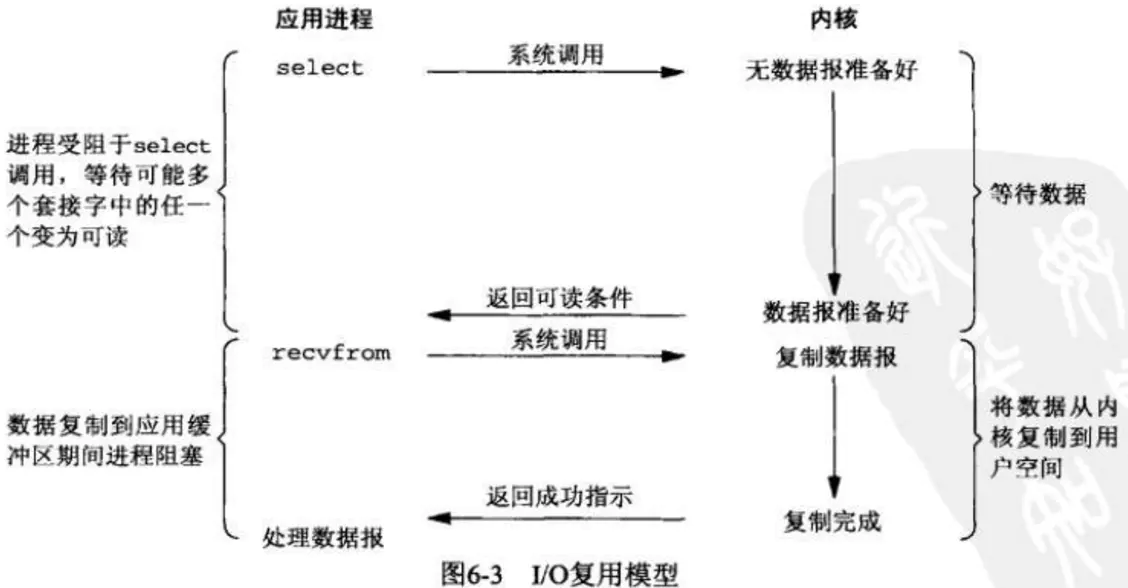 应用进程
内核
select
系统调用
无数据报准备好
进程受阻于select
调用，等待可能多
个套接字中的任一
个变为可读
等待数据
返回可读条件
数据报准备好
recvfrom
系统调用
复制数据报
数据复制到应用缓
冲区期间进程阻塞
将数据从内
核复制到用
户空间
返回成功指示
复制完成
处理数据报
图6-3 I/O复用模型